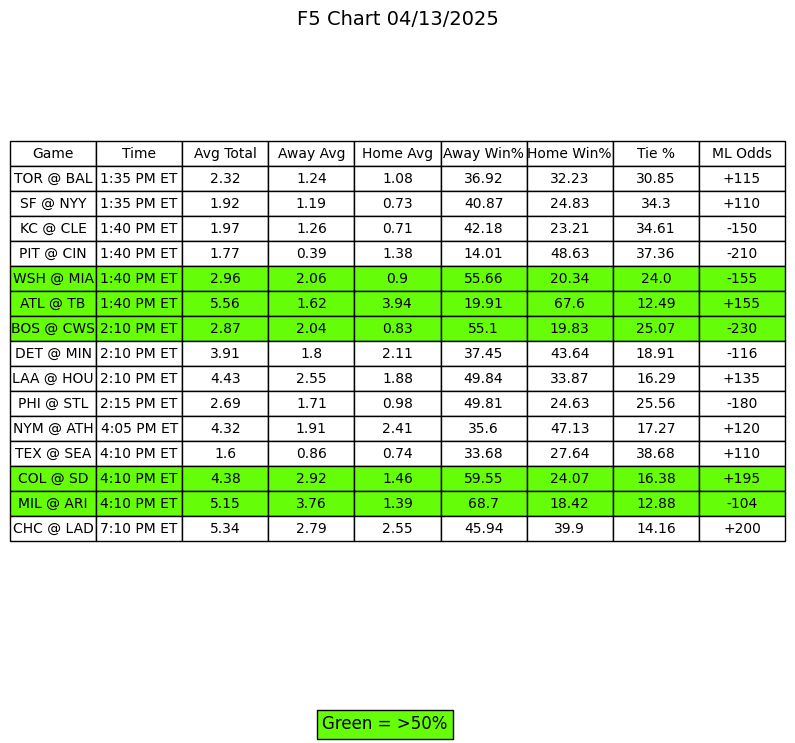 F5 Chart 04/13/2025
Game Time Avg Total Away Avg Home Avg Away Win% Home Win% Tie % ML Odds
TOR @ BAL 1:35 PM ET 2.32 1.24 1.08 36.92 32.23 30.85 +115
SF @ NYY 1:35 PM ET 1.92 1.19 0.73 40.87 24.83 34.3 +110
KC @ CLE 1:40 PM ET 1.97 1.26 0.71 42.18 23.21 34.61 -150
PIT @ CIN 1:40 PM ET 1.77 0.39 1.38 14.01 48.63 37.36 -210
WSH @ MIA 1:40 PM ET 2.96 2.06 0.9 55.66 20.34 24.0 -155
ATL @ TB 1:40 PM ET 5.56 1.62 3.94 19.91 67.6 12.49 +155
BOS @ CWS 2:10 PM ET 2.87 2.04 0.83 55.1 19.83 25.07 -230
DET @ MIN 2:10 PM ET 3.91 1.8 2.11 37.45 43.64 18.91 -116
LAA @ HOU 2:10 PM ET 4.43 2.55 1.88 49.84 33.87 16.29 +135
PHI @ STL 2:15 PM ET 2.69 1.71 0.98 49.81 24.63 25.56 -180
NYM @ ATH 4:05 PM ET 4.32 1.91 2.41 35.6 47.13 17.27 +120
TEX @ SEA 4:10 PM ET 1.6 0.86 0.74 33.68 27.64 38.68 +110
COL @ SD 4:10 PM ET 4.38 2.92 1.46 59.55 24.07 16.38 +195
MIL @ ARI 4:10 PM ET 5.15 3.76 1.39 68.7 18.42 12.88 -104
CHC @ LAD 7:10 PM ET 5.34 2.79 2.55 45.94 39.9 14.16 +200
Green = >50%